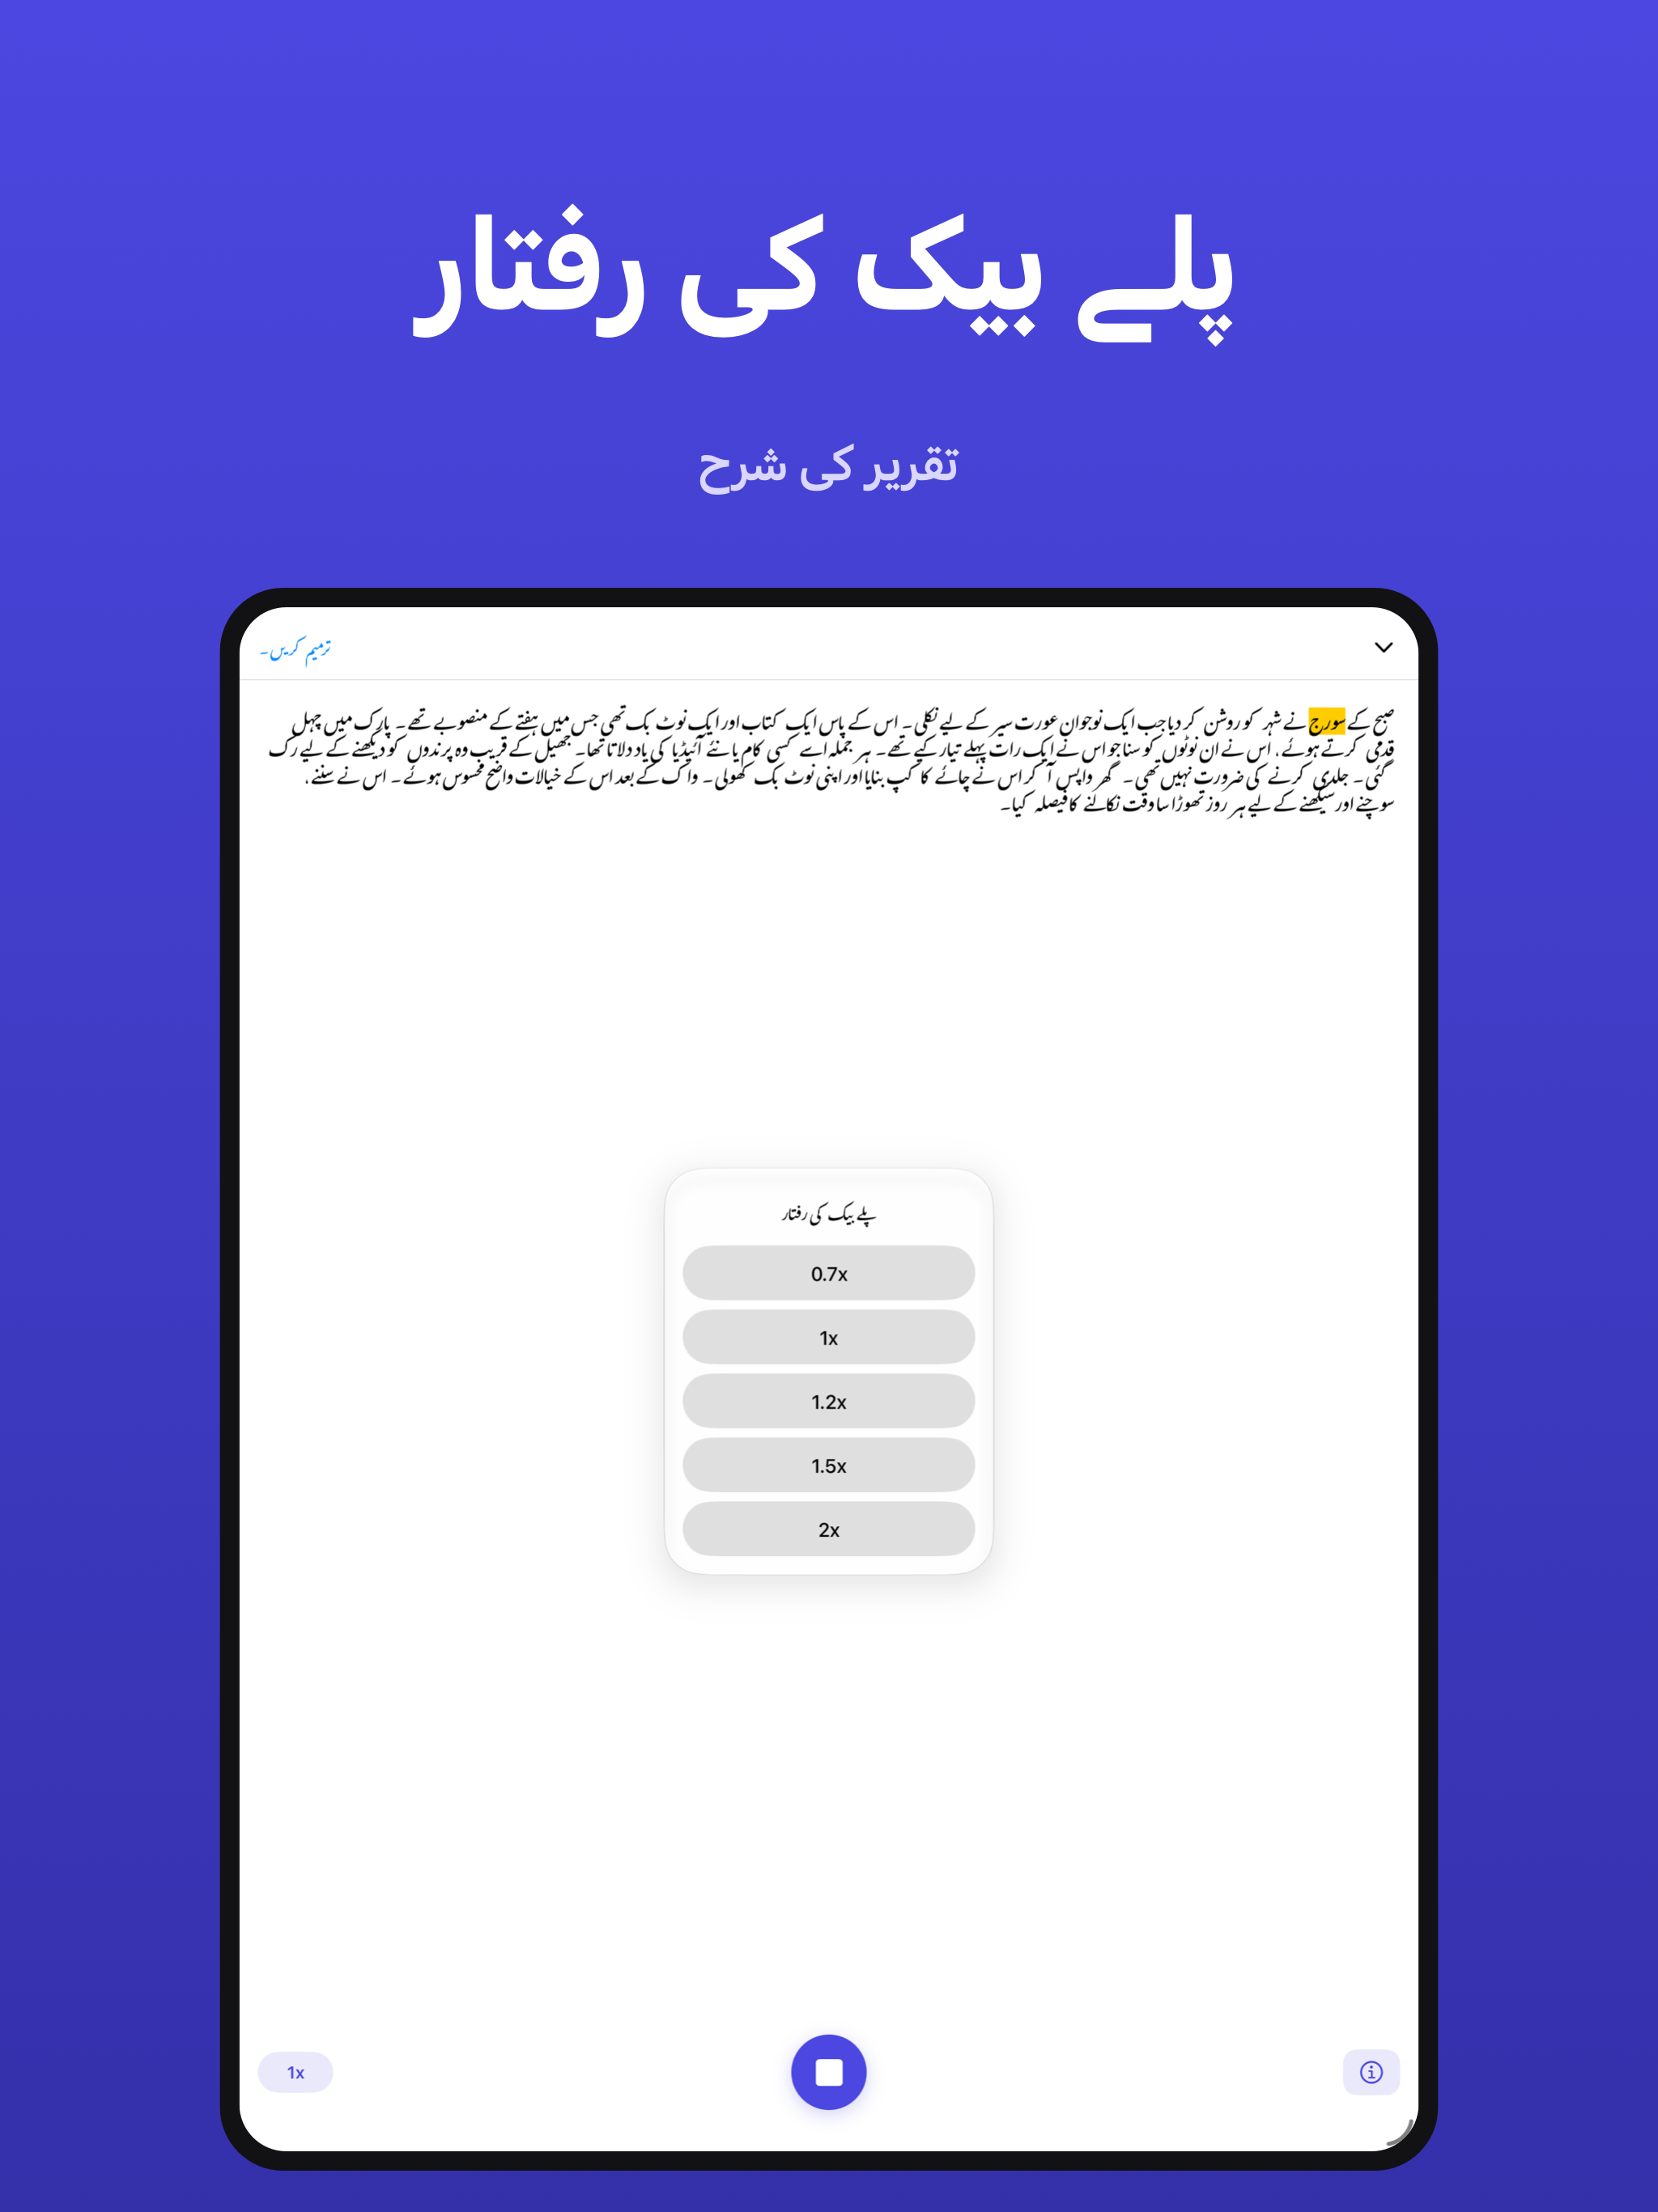 پلے بیک کی رفتار
تقریر کی شرح
ترمیم کریں۔
صبح کے سورج نے شہر کو روشن کر دیا جب ایک نوجوان عورت سیر کے لیے نکلی۔ اس کے پاس ایک کتاب اور ایک نوٹ بک تھی جس میں ہفتے کے منصوبے تھے۔ پارک میں چہل
قدمی کرتے ہوئے، اس نے ان نوٹوں کو سنا جو اس نے ایک رات پہلے تیار کیے تھے۔ ہر جملہ اسے کسی کام یا نئے آئیڈیا کی یاد دلاتا تھا۔ جھیل کے قریب وہ پرندوں کو دیکھنے کے لیے رک
گئی۔ جلدی کرنے کی ضرورت نہیں تھی۔ گھر واپس آ کر اس نے چائے کا کپ بنایا اور اپنی نوٹ بک کھولی۔ واک کے بعد اس کے خیالات واضح محسوس ہوئے۔ اس نے سننے،
سوچنے اور سیکھنے کے لیے ہر روز تھوڑا سا وقت نکالنے کا فیصلہ کیا۔
پلے بیک کی رفتار
0.7x
1x
1.2x
1.5x
2x
1x